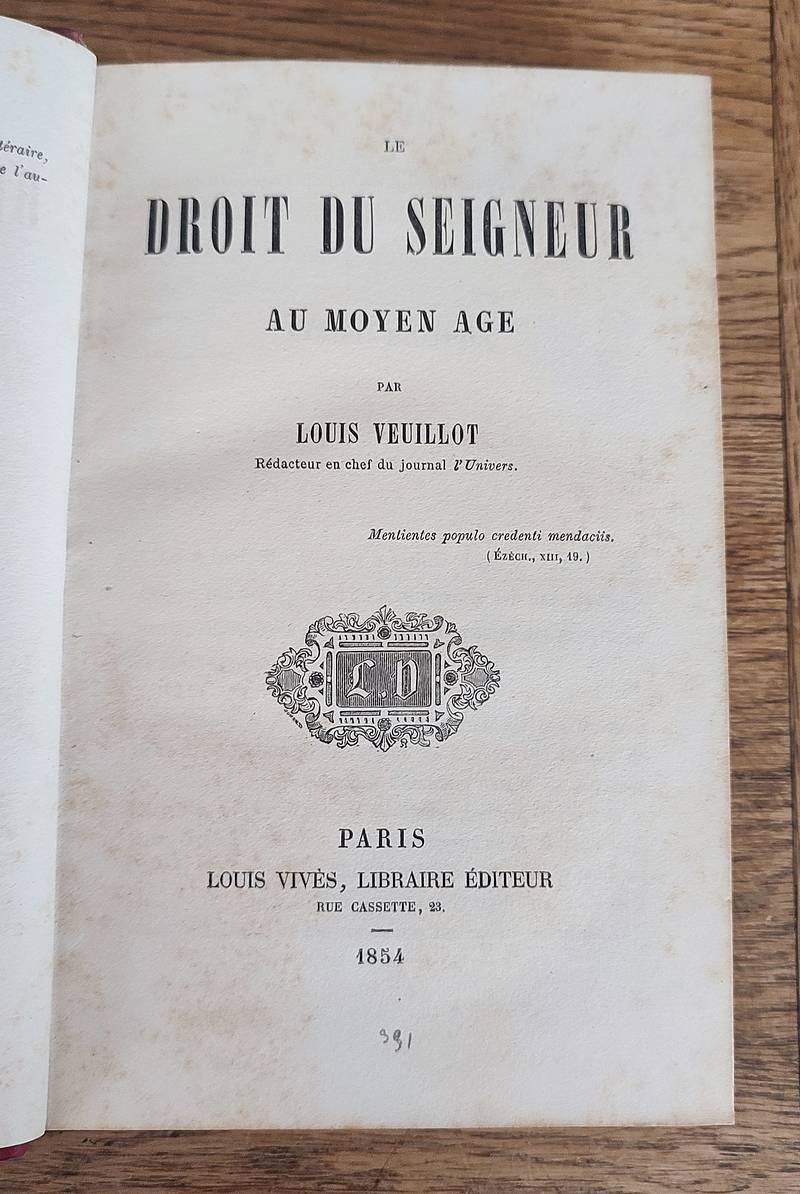 téraire,
e l'au-
LE
DROIT DU SEIGNEUR
AU MOYEN AGE
PAR
LOUIS VEUILLOT
Rédacteur en chef du journal l'Univers.
Mentientes populo credenti mendaciis.
(ÉZÈCH., XIII, 19.)
L.D
PARIS
LOUIS VIVÈS, LIBRAIRE ÉDITEUR
RUE CASSETTE, 23.
1854
391